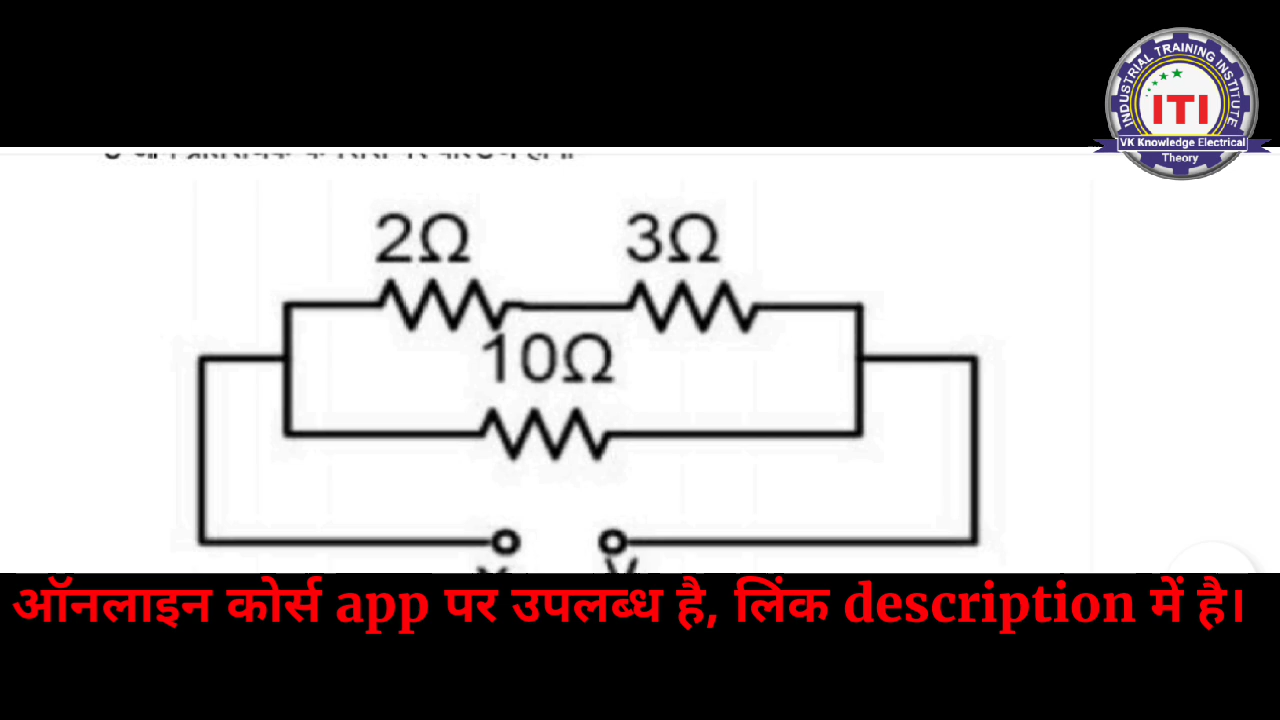 INDUSTRIAL TRAINING INSTITUTE
ITI
VK Knowledge Electrical
Theory
2Ω 3Ω
10Ω
ऑनलाइन कोर्स app पर उपलब्ध है, लिंक description में है।